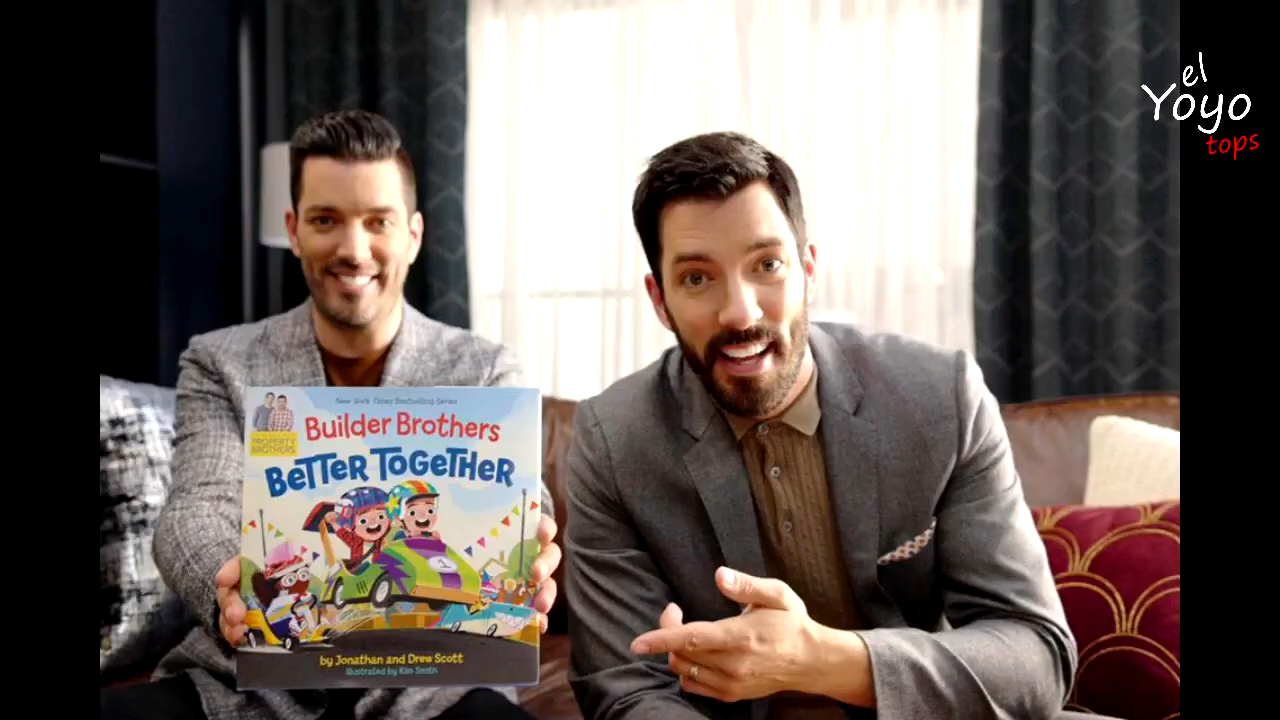 el
Yoyo
tops
New York Times Bestselling Series
Builder Brothers
PROPERTY
BROTHERS
BETTER TOGETHER
1
by Jonathan and Drew Scott
Illustrated by Kim Smith